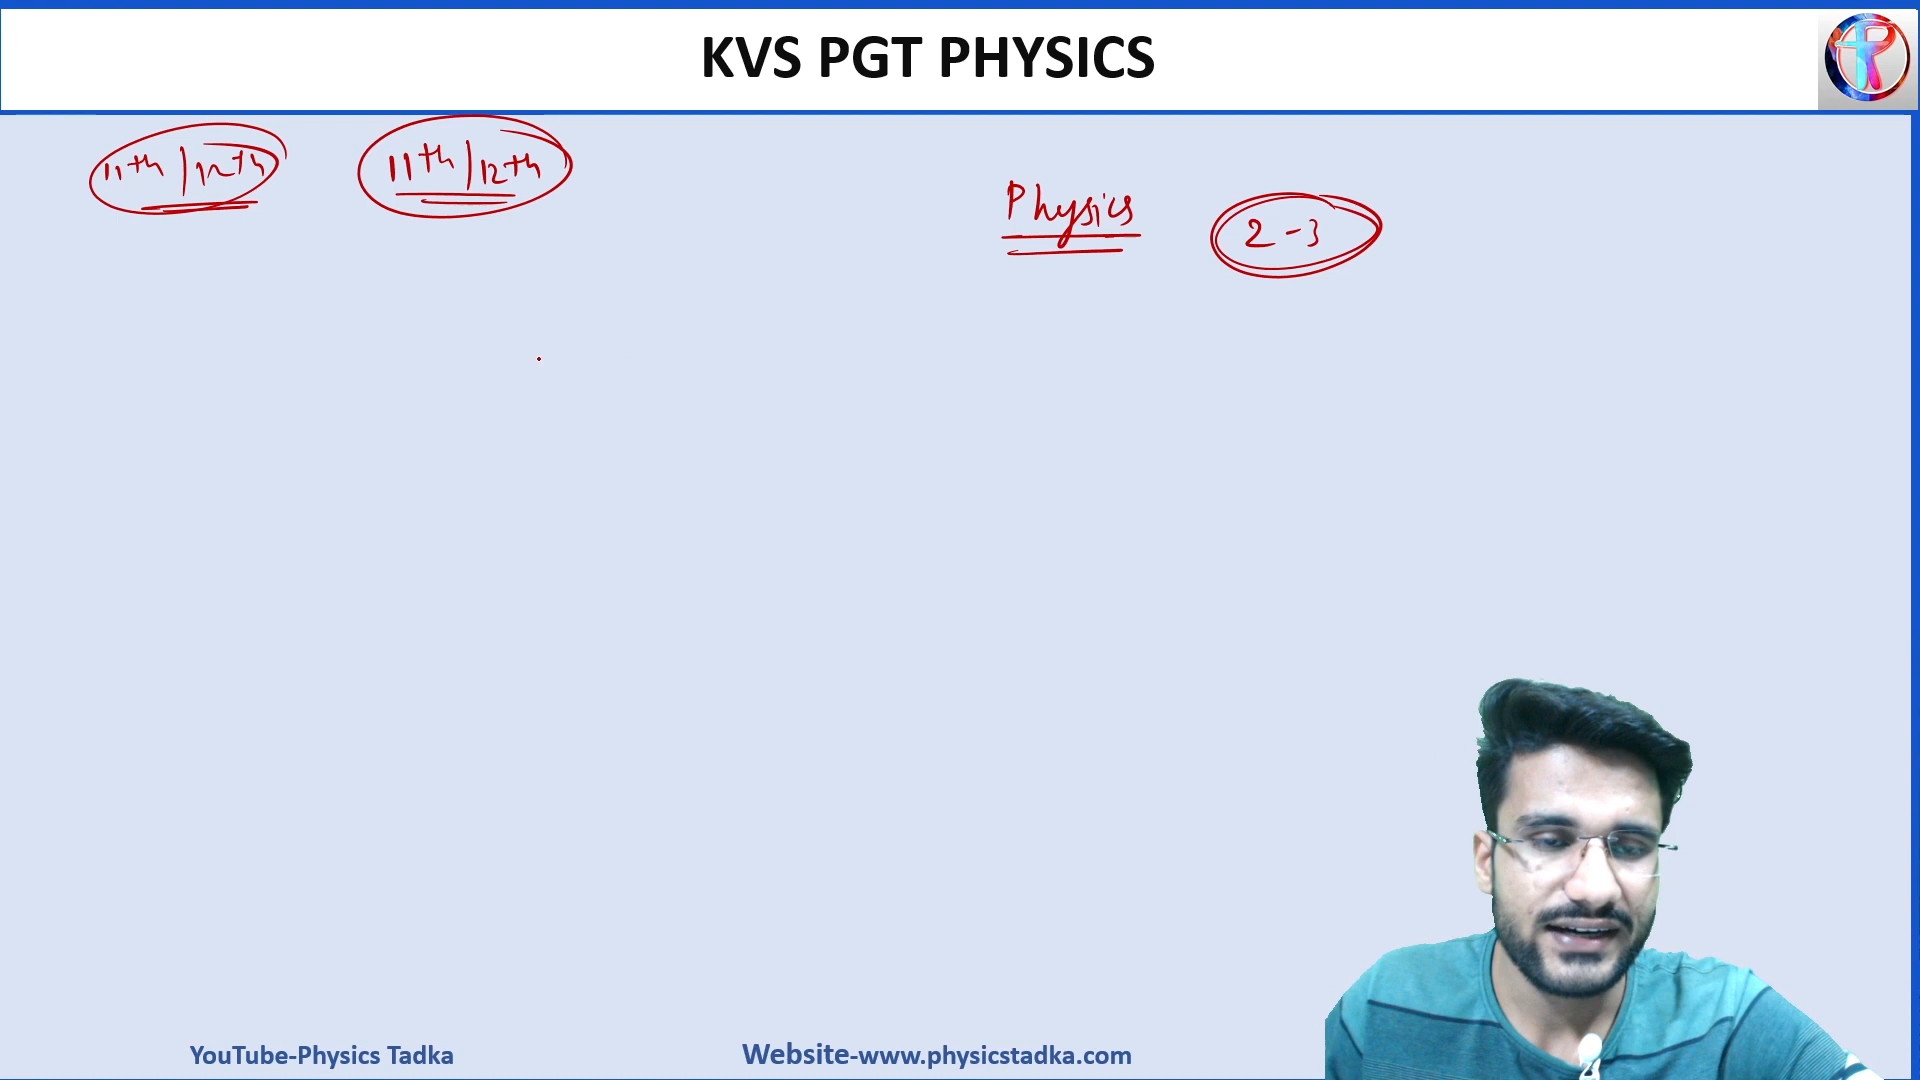 KVS PGT PHYSICS
11th | 12th
11th | 12th
Physics
2-3
YouTube-Physics Tadka
Website-www.physicstadka.com